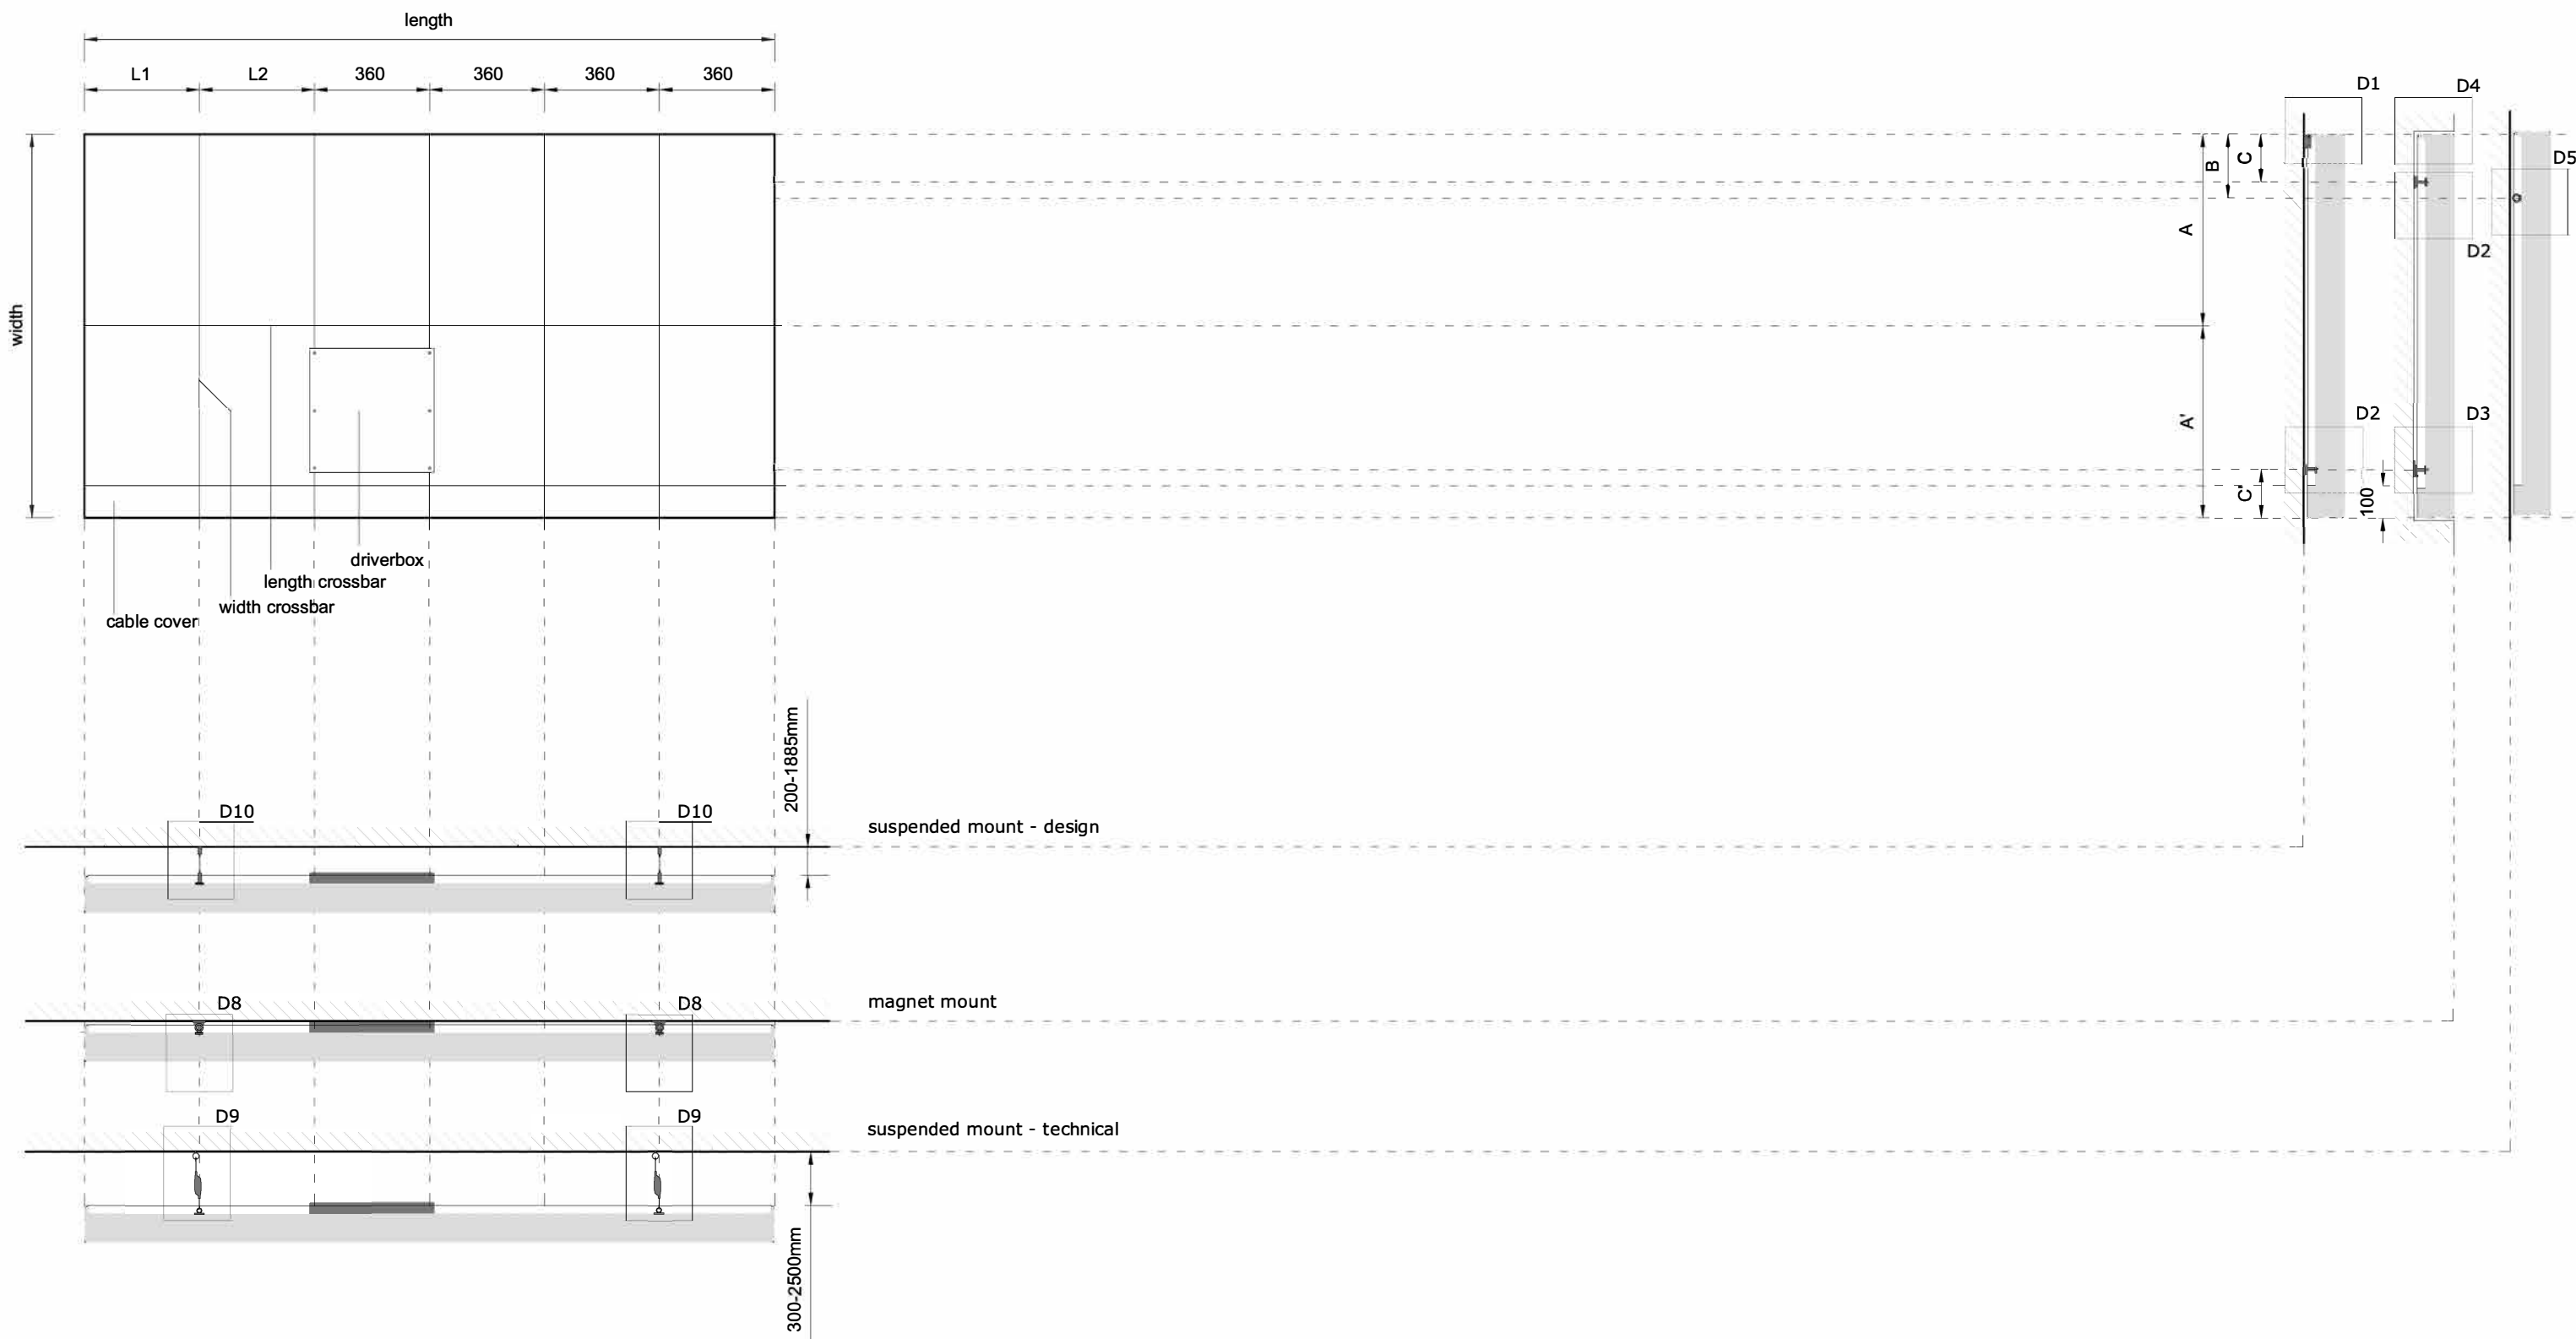 length
L1 L2 360 360 360 360
D1 D4
width
B C D5
A
D2
A'
D2 D3
C' 100
driverbox
length crossbar
width crossbar
cable cover
200-1885mm
D10 D10
suspended mount - design
D8 D8
magnet mount
D9 D9
suspended mount - technical
300-2500mm